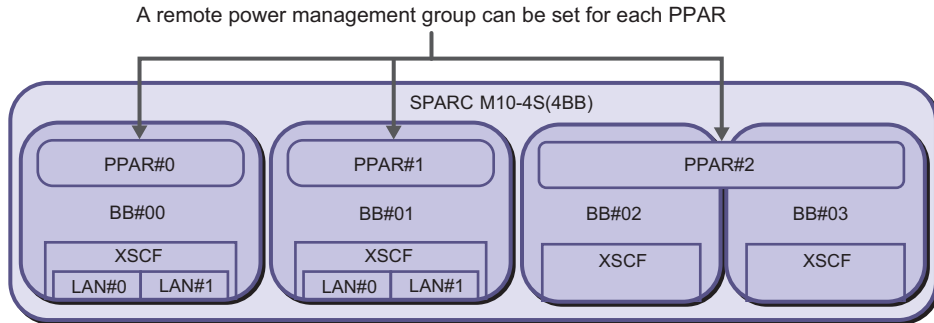 A remote power management group can be set for each PPAR
SPARC M10-4S(4BB)
PPAR#0
PPAR#1
PPAR#2
BB#00
BB#01
BB#02
BB#03
XSCF
XSCF
XSCF
XSCF
LAN#0
LAN#1
LAN#0
LAN#1